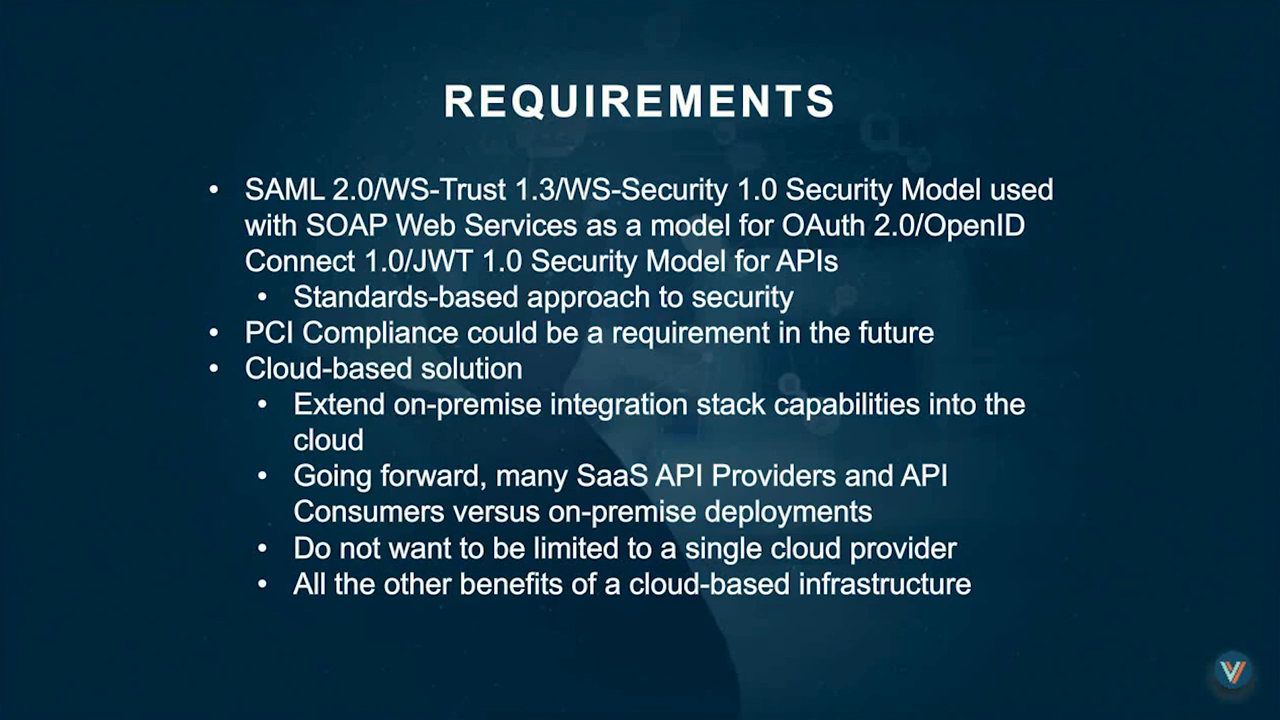 REQUIREMENTS
• SAML 2.0/WS-Trust 1.3/WS-Security 1.0 Security Model used
with SOAP Web Services as a model for OAuth 2.0/OpenID
Connect 1.0/JWT 1.0 Security Model for APIs
• Standards-based approach to security
• PCI Compliance could be a requirement in the future
• Cloud-based solution
• Extend on-premise integration stack capabilities into the
cloud
• Going forward, many SaaS API Providers and API
Consumers versus on-premise deployments
• Do not want to be limited to a single cloud provider
• All the other benefits of a cloud-based infrastructure